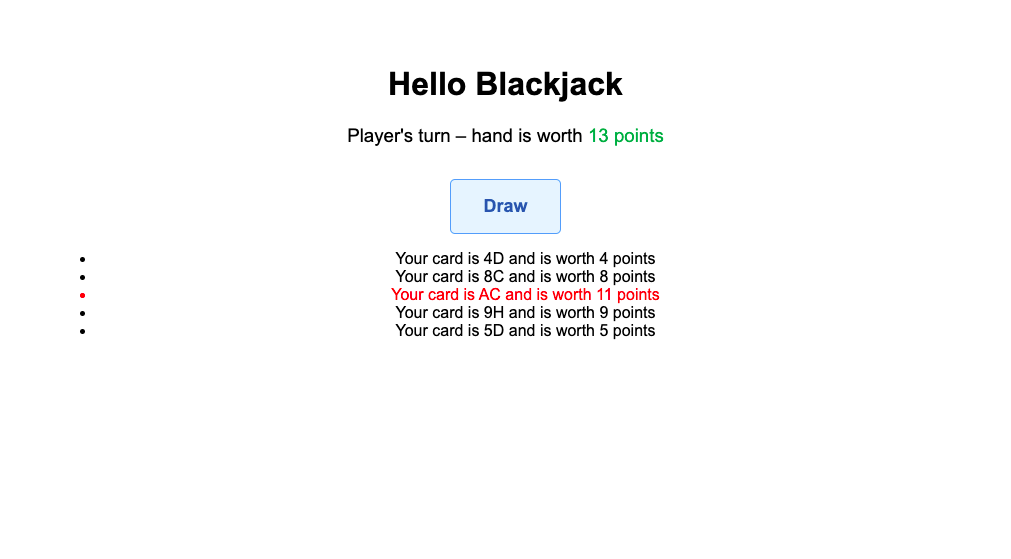 Hello Blackjack
Player's turn – hand is worth 13 points
Draw
Your card is 4D and is worth 4 points
Your card is 8C and is worth 8 points
Your card is AC and is worth 11 points
Your card is 9H and is worth 9 points
Your card is 5D and is worth 5 points